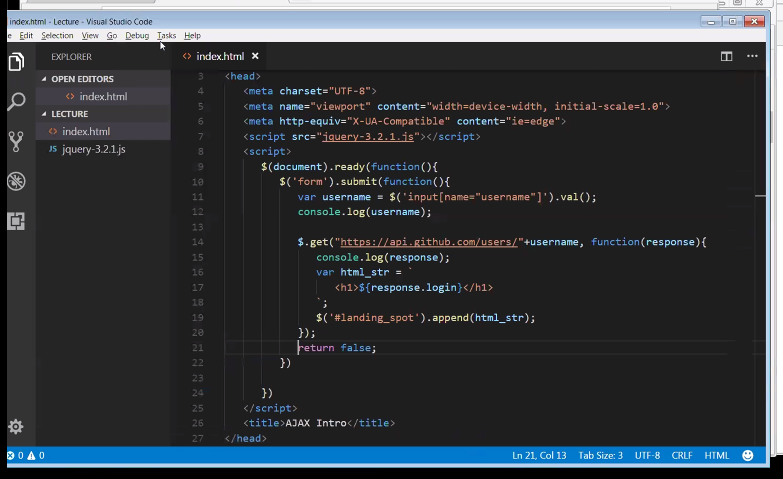 index.html - Lecture - Visual Studio Code
e Edit Selection View Go Debug Tasks Help
EXPLORER
OPEN EDITORS
<> index.html
LECTURE
<> index.html
JS jquery-3.2.1.js
<> index.html ×
3 <head>
4 <meta charset="UTF-8">
5 <meta name="viewport" content="width=device-width, initial-scale=1.0">
6 <meta http-equiv="X-UA-Compatible" content="ie=edge">
7 <script src="jquery-3.2.1.js"></script>
8 <script>
9 $(document).ready(function(){
10 $('form').submit(function(){
11 var username = $('input[name="username"]').val();
12 console.log(username);
13
14 $.get("https://api.github.com/users/"+username, function(response){
15 console.log(response);
16 var html_str = `
17 <h1>${response.login}</h1>
18 `;
19 $('#landing_spot').append(html_str);
20 });
21 return false;
22 })
23
24 })
25 </script>
26 <title>AJAX Intro</title>
27 </head>
0 0 Ln 21, Col 13 Tab Size: 3 UTF-8 CRLF HTML